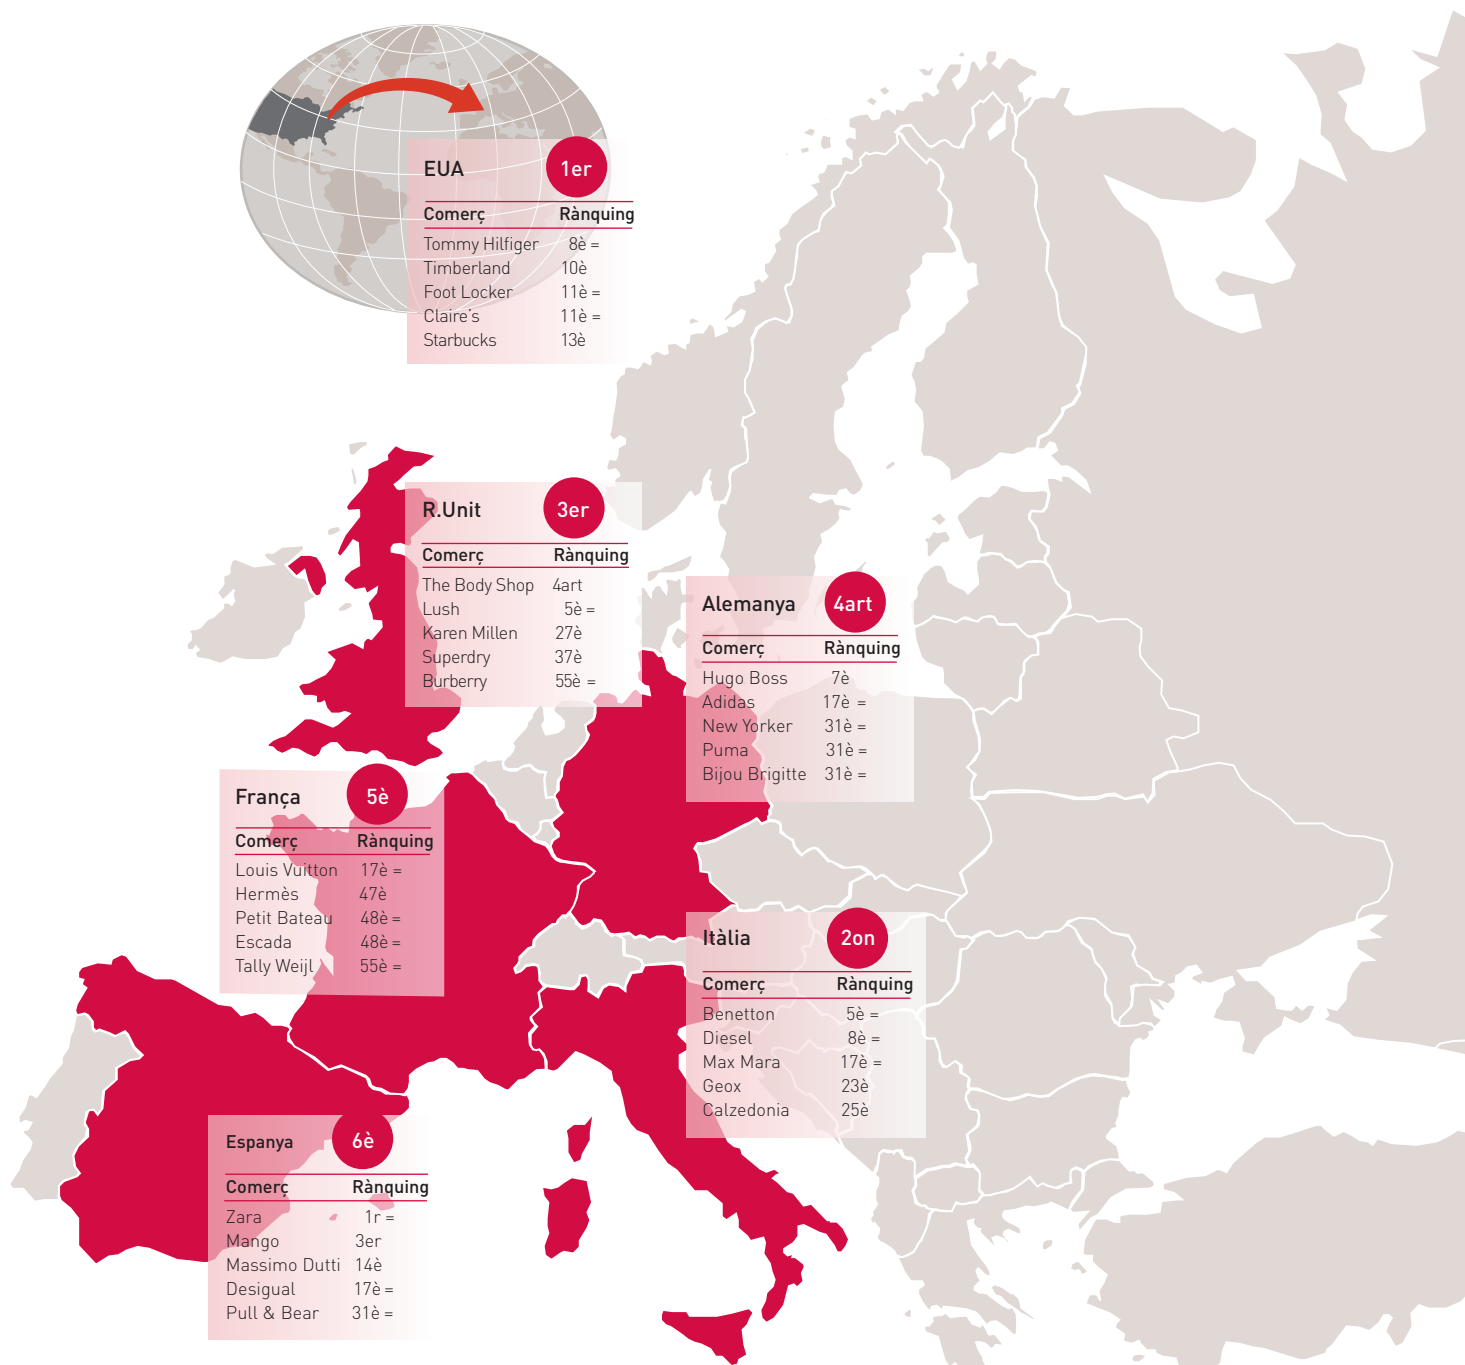 EUA 1er
Comerç Rànquing
Tommy Hilfiger 8è =
Timberland 10è
Foot Locker 11è =
Claire's 11è =
Starbucks 13è
R.Unit 3er
Comerç Rànquing
The Body Shop 4art
Lush 5è =
Karen Millen 27è
Superdry 37è
Burberry 55è =
Alemanya 4art
Comerç Rànquing
Hugo Boss 7è
Adidas 17è =
New Yorker 31è =
Puma 31è =
Bijou Brigitte 31è =
França 5è
Comerç Rànquing
Louis Vuitton 17è =
Hermès 47è
Petit Bateau 48è =
Escada 48è =
Tally Weijl 55è =
Itàlia 2on
Comerç Rànquing
Benetton 5è =
Diesel 8è =
Max Mara 17è =
Geox 23è
Calzedonia 25è
Espanya 6è
Comerç Rànquing
Zara 1r =
Mango 3er
Massimo Dutti 14è
Desigual 17è =
Pull & Bear 31è =